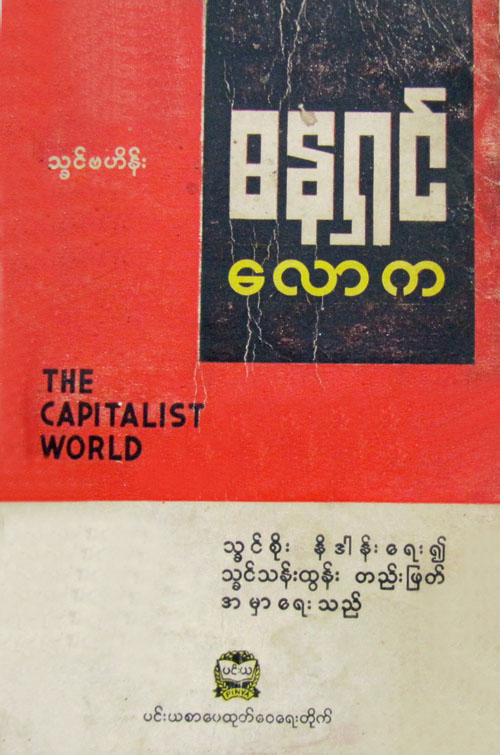 သခင်ဗဟိန်း
ဓနရှင်
လောက
THE
CAPITALIST
WORLD
သခင်စိုး နိဒါန်းရေး၍
သခင်သန်းထွန်း တည်းဖြတ်
အမှာရေးသည်
ပင်းယ
PINYA
ပင်းယစာပေထုတ်ဝေရေးတိုက်